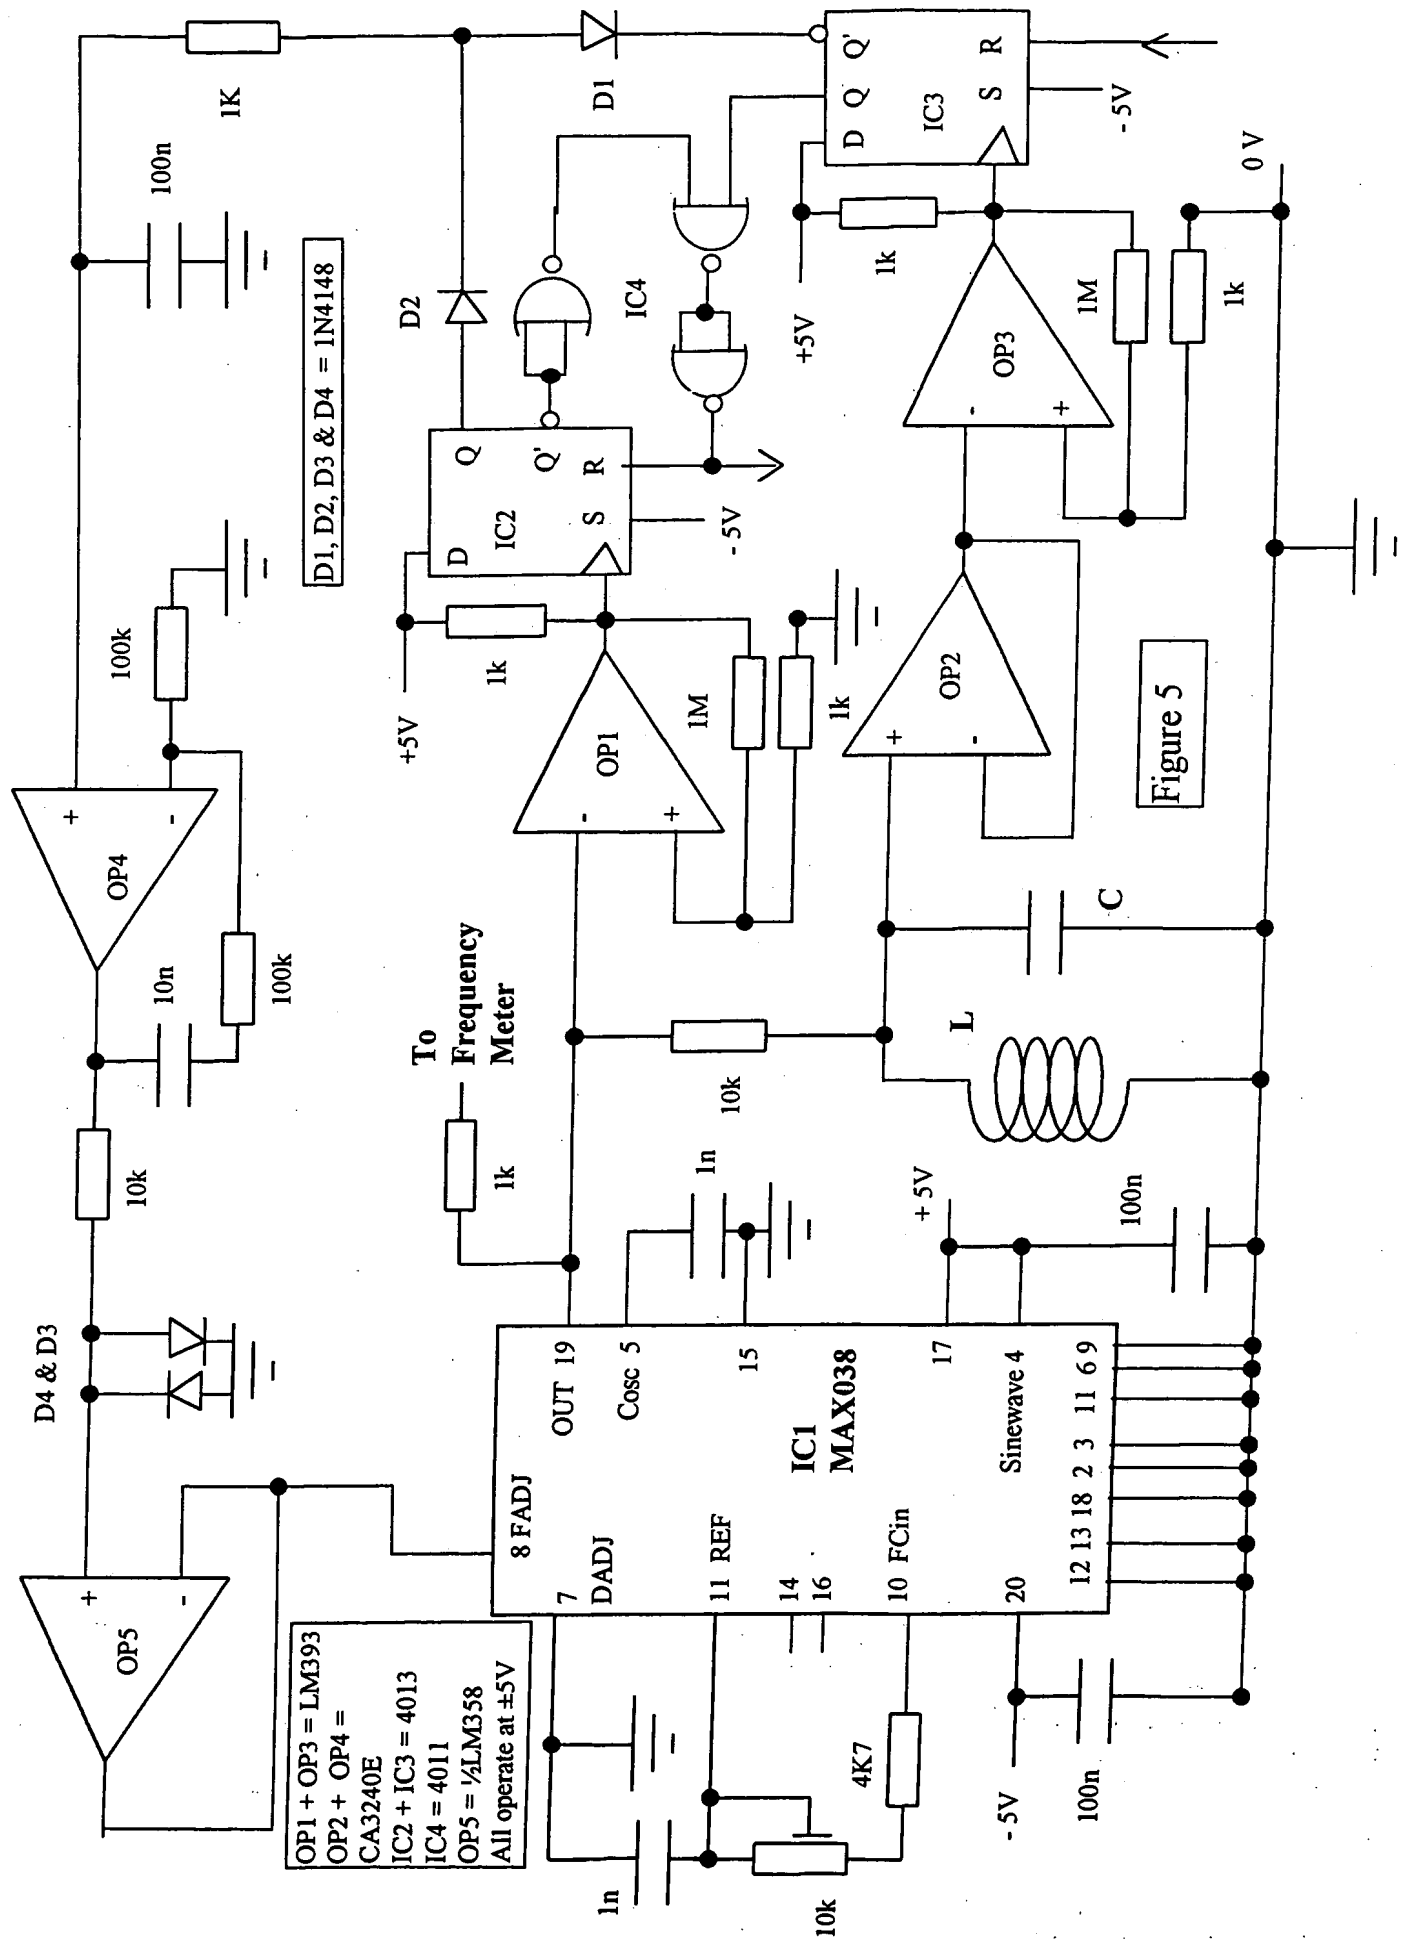 1K
100n
D1, D2, D3 & D4 = 1N4148
D1
Q'
Q
D
IC3
R
S
- 5V
0 V
+5V
1k
1M
1k
OP3
-
+
D2
IC4
Q
Q'
R
D
IC2
S
- 5V
100k
+5V
1k
1M
1k
OP1
-
+
OP2
+
-
Figure 5
+
-
OP4
10n
100k
To
Frequency
Meter
1k
10k
L
C
10k
1n
+ 5V
100n
D4 & D3
OUT 19
Cosc 5
15
17
Sinewave 4
IC1
MAX038
8 FADJ
7
DADJ
11 REF
14
16
10 FCin
20
12 13 18 2 3 11 6 9
+
-
OP5
OP1 + OP3 = LM393
OP2 + OP4 =
CA3240E
IC2 + IC3 = 4013
IC4 = 4011
OP5 = ½LM358
All operate at ±5V
1n
10k
4K7
- 5V
100n